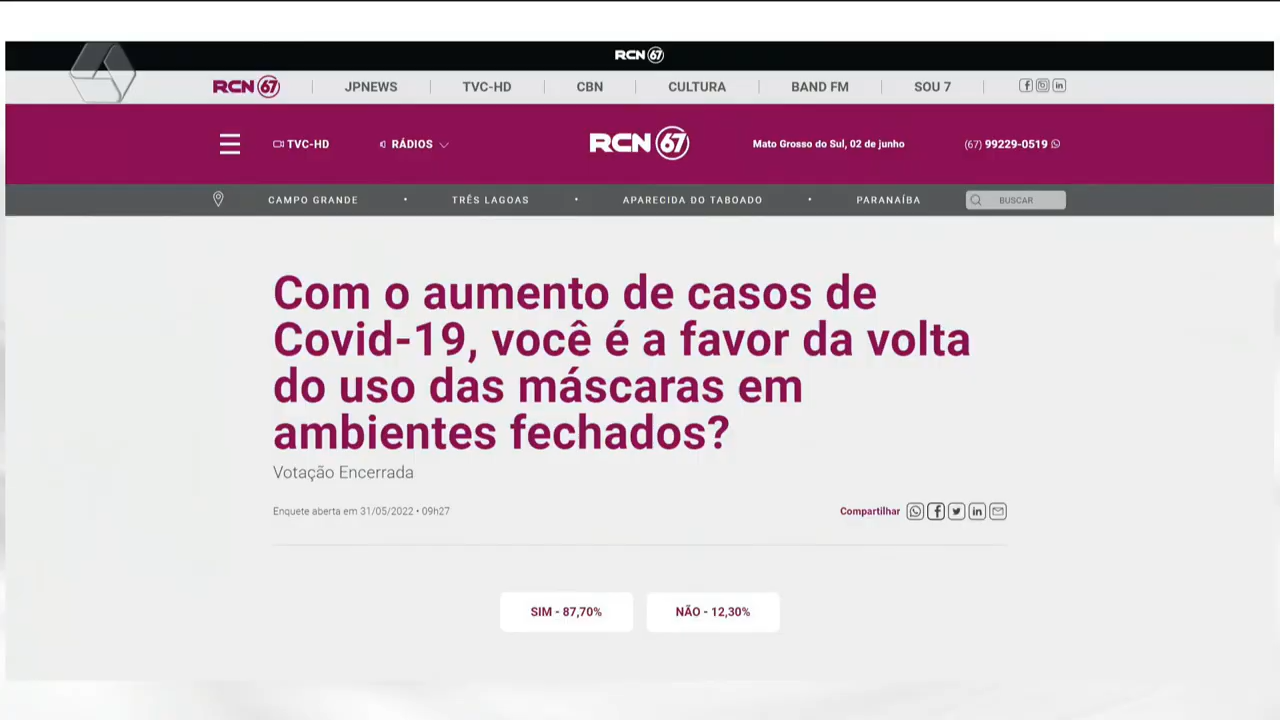 RCN 67
RCN 67 JPNEWS TVC-HD CBN CULTURA BAND FM SOU 7
TVC-HD RÁDIOS RCN 67 Mato Grosso do Sul, 02 de junho (67) 99229-0519
CAMPO GRANDE • TRÊS LAGOAS • APARECIDA DO TABOADO • PARANAÍBA BUSCAR
Com o aumento de casos de
Covid-19, você é a favor da volta
do uso das máscaras em
ambientes fechados?
Votação Encerrada
Enquete aberta em 31/05/2022 • 09h27 Compartilhar
SIM - 87,70% NÃO - 12,30%